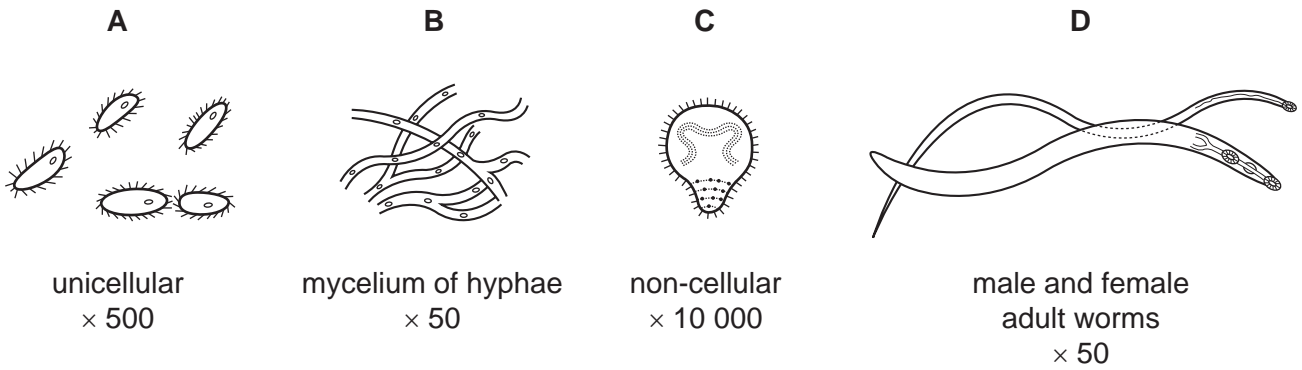 A
B
C
D
unicellular
× 500
mycelium of hyphae
× 50
non-cellular
× 10 000
male and female
adult worms
× 50